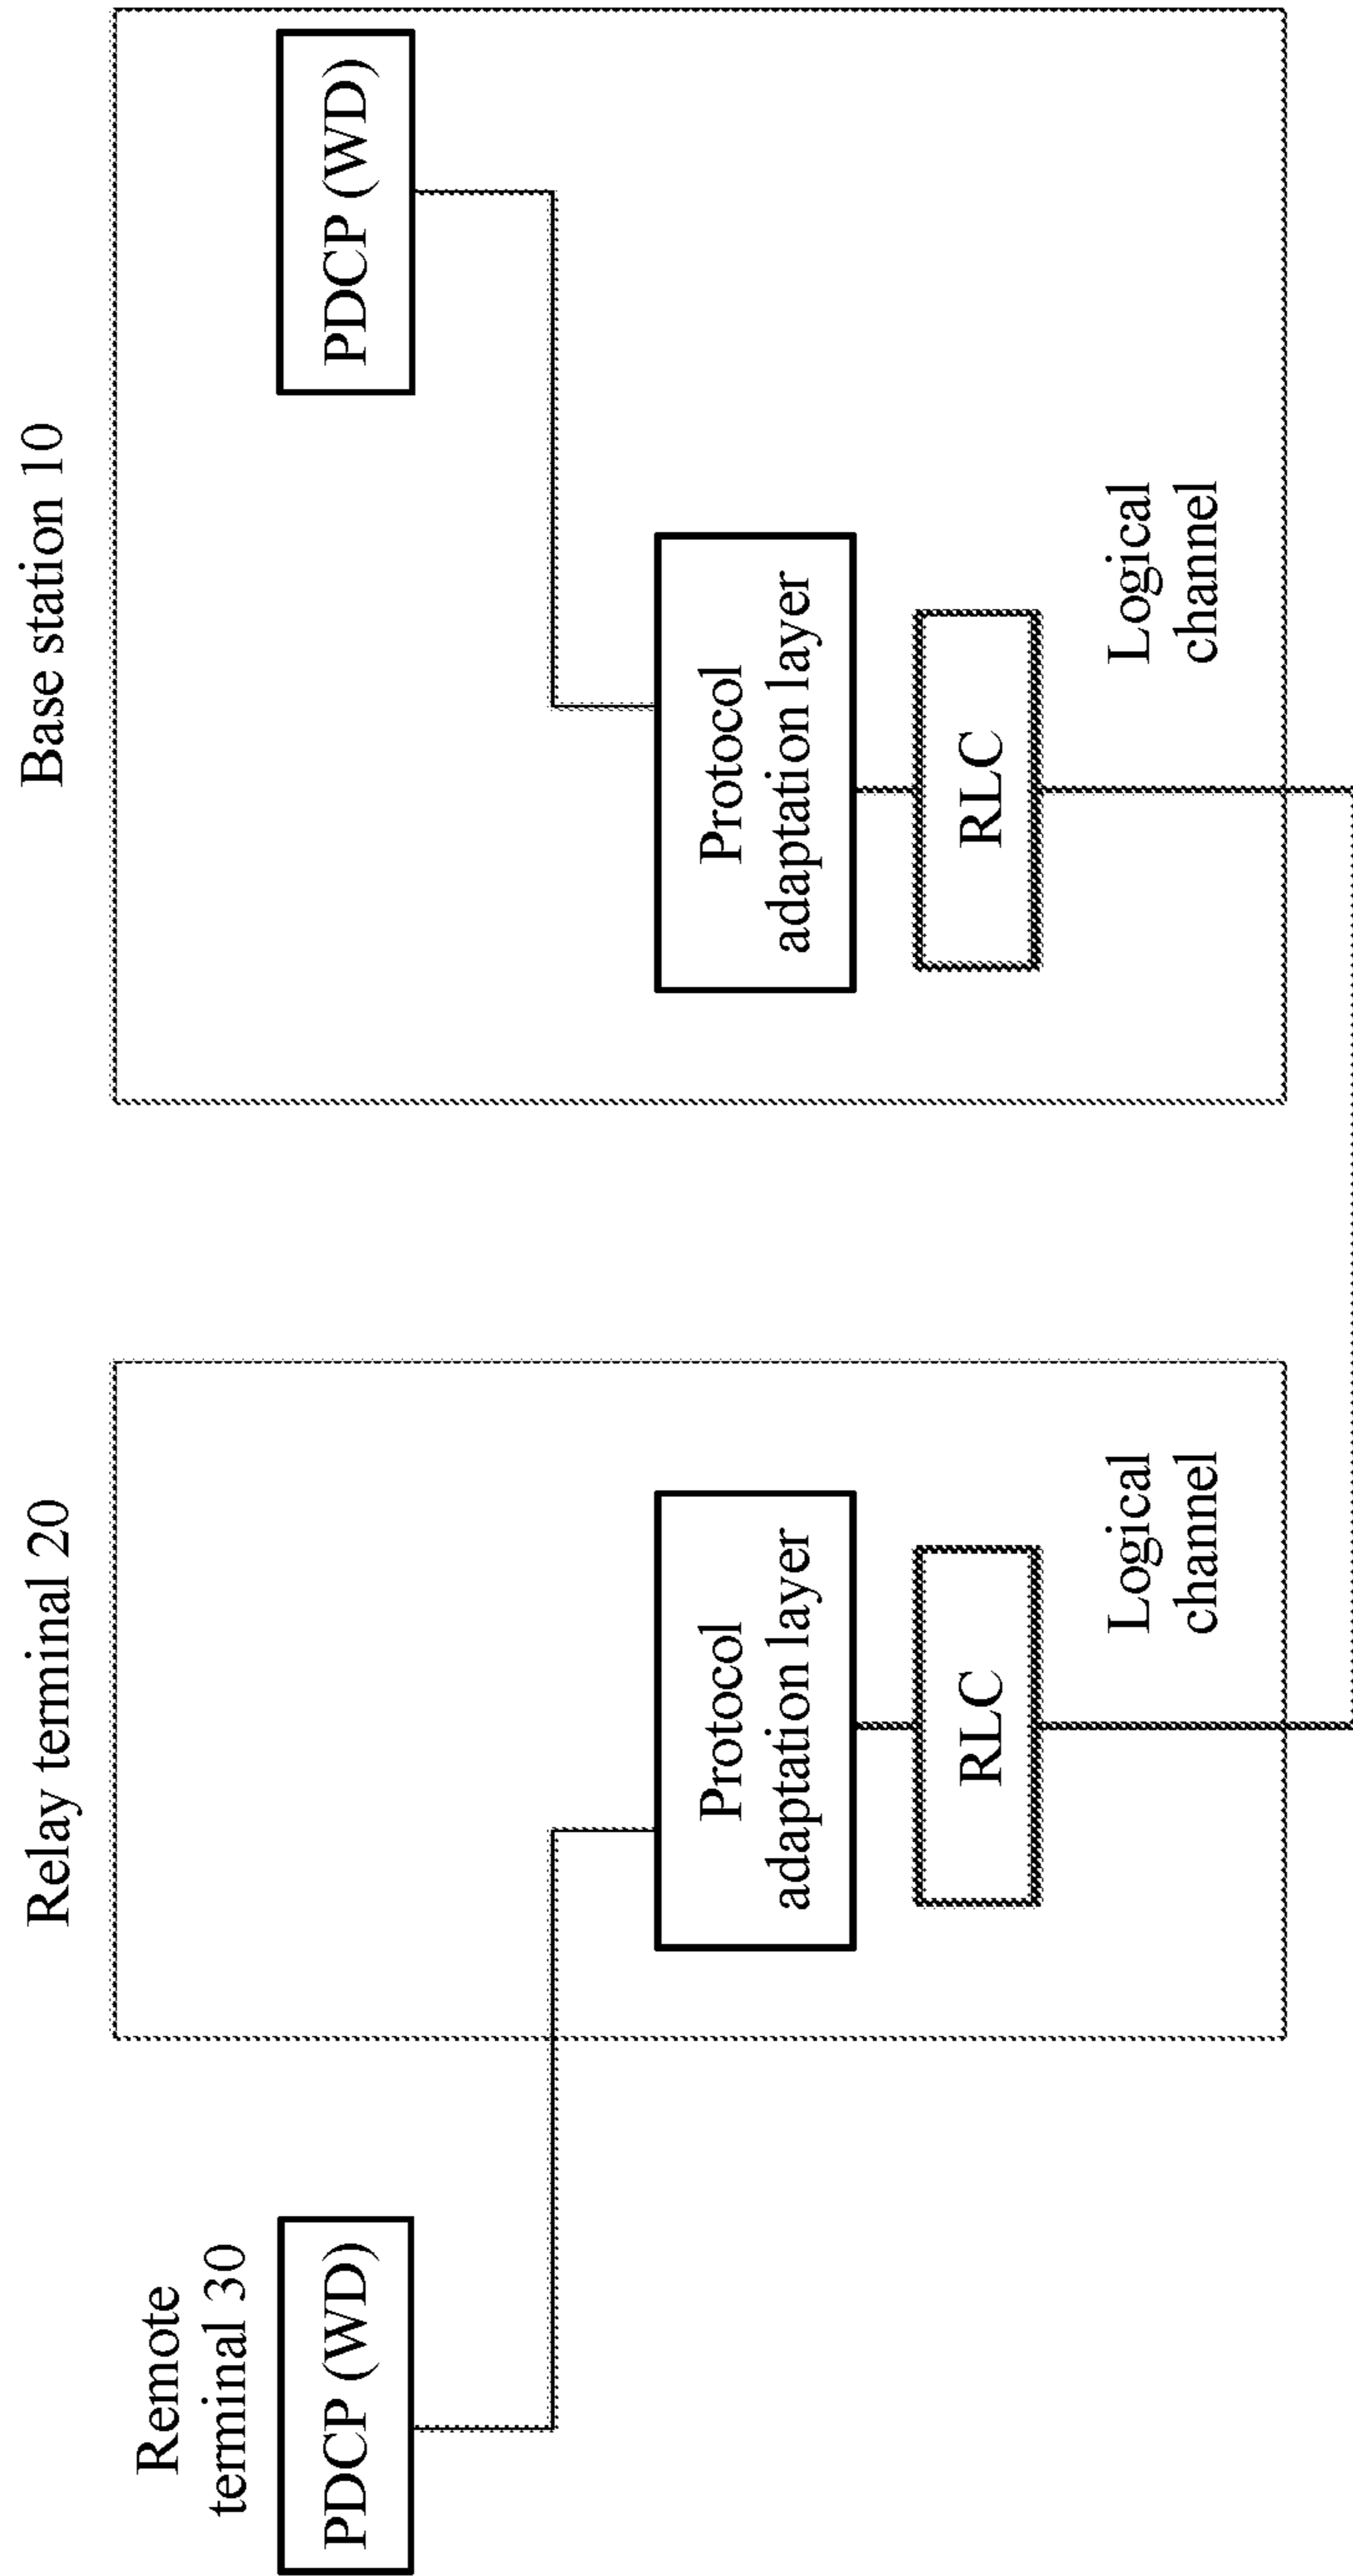 Remote
terminal 30
PDCP (WD)
Relay terminal 20
Protocol
adaptation layer
RLC
Logical
channel
Base station 10
PDCP (WD)
Protocol
adaptation layer
RLC
Logical
channel